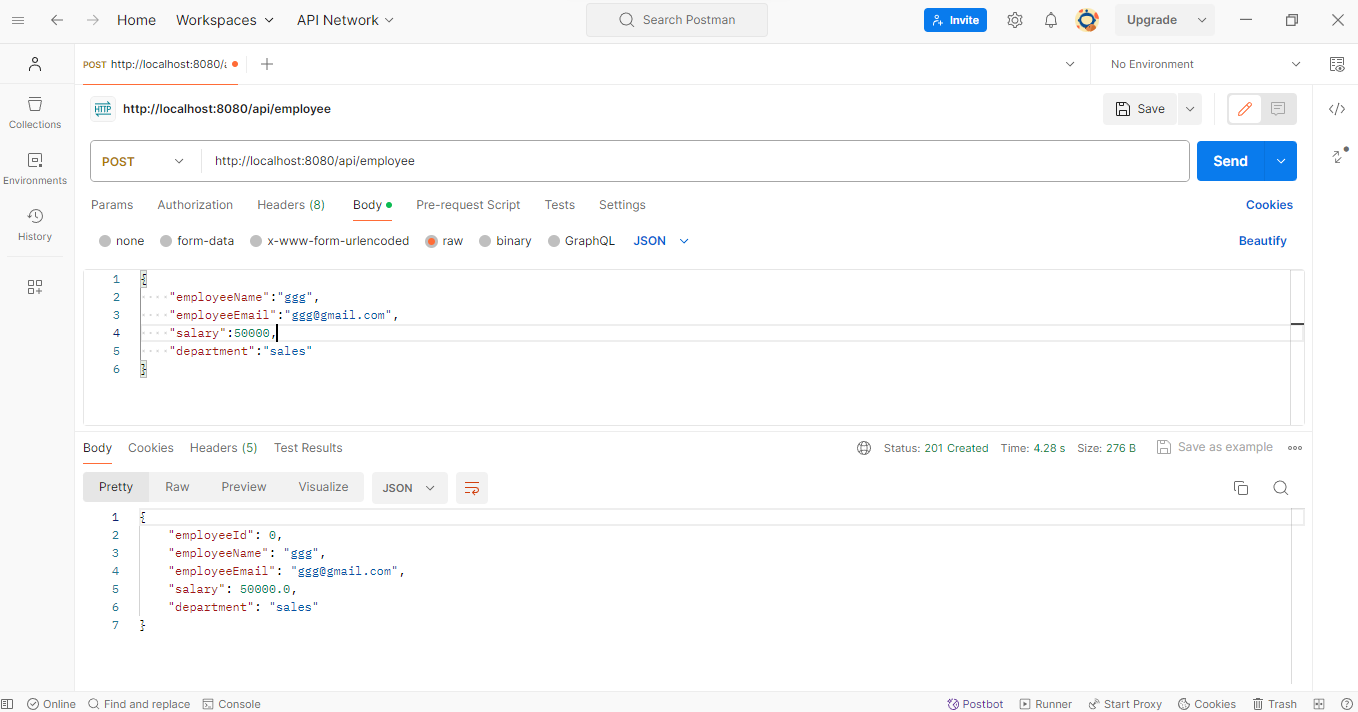 Home Workspaces API Network Search Postman Invite Upgrade
POST http://localhost:8080/a No Environment
HTTP http://localhost:8080/api/employee Save
Collections
POST http://localhost:8080/api/employee Send
Environments
Params Authorization Headers (8) Body Pre-request Script Tests Settings Cookies
History
none form-data x-www-form-urlencoded raw binary GraphQL JSON Beautify
1 {
2 "employeeName":"ggg",
3 "employeeEmail":"ggg@gmail.com",
4 "salary":50000,
5 "department":"sales"
6 }
Body Cookies Headers (5) Test Results Status: 201 Created Time: 4.28 s Size: 276 B Save as example
Pretty Raw Preview Visualize JSON
1 {
2 "employeeId": 0,
3 "employeeName": "ggg",
4 "employeeEmail": "ggg@gmail.com",
5 "salary": 50000.0,
6 "department": "sales"
7 }
Online Find and replace Console Postbot Runner Start Proxy Cookies Trash